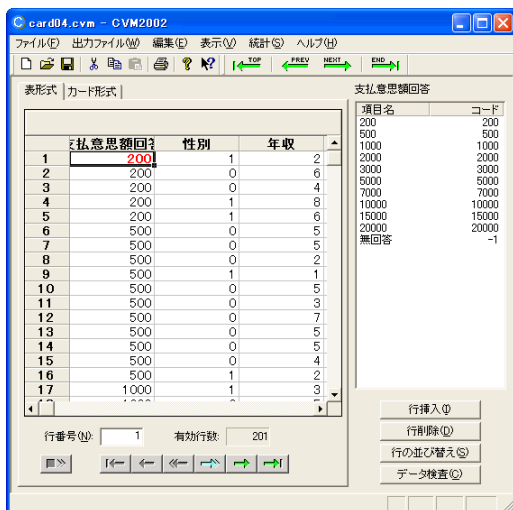 card04.cvm - CVM2002
ファイル(F) 出力ファイル(W) 編集(E) 表示(V) 統計(S) ヘルプ(H)
TOP PREV NEXT END
表形式 カード形式
支払意思額回答
項目名 コード
200 200
500 500
1000 1000
2000 2000
3000 3000
5000 5000
7000 7000
10000 10000
15000 15000
20000 20000
無回答 -1
支払意思額回答 性別 年収
1 200 1 2
2 200 0 6
3 200 0 4
4 200 1 8
5 200 1 6
6 500 0 5
7 500 0 5
8 500 0 2
9 500 1 1
10 500 0 5
11 500 0 3
12 500 0 7
13 500 0 5
14 500 0 5
15 500 0 4
16 500 1 2
17 1000 1 3
行番号(N): 1 有効行数: 201
行挿入(I)
行削除(D)
行の並び替え(S)
データ検査(C)